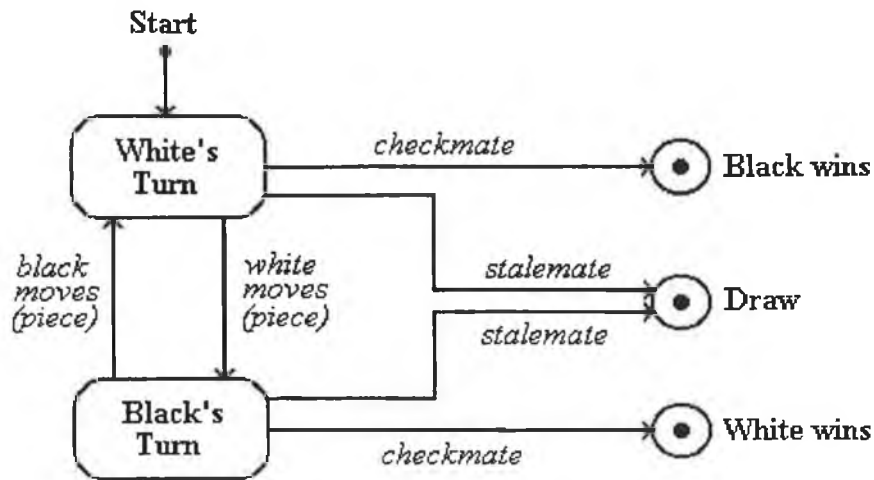 Start
White's
Turn
checkmate
Black wins
black
moves
(piece)
white
moves
(piece)
stalemate
Draw
stalemate
Black's
Turn
checkmate
White wins